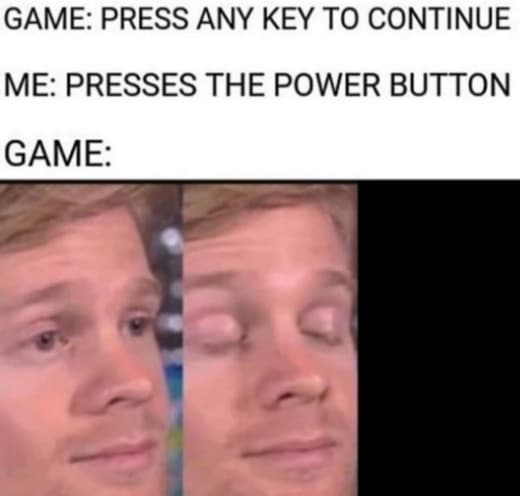 GAME: PRESS ANY KEY TO CONTINUE
ME: PRESSES THE POWER BUTTON
GAME: